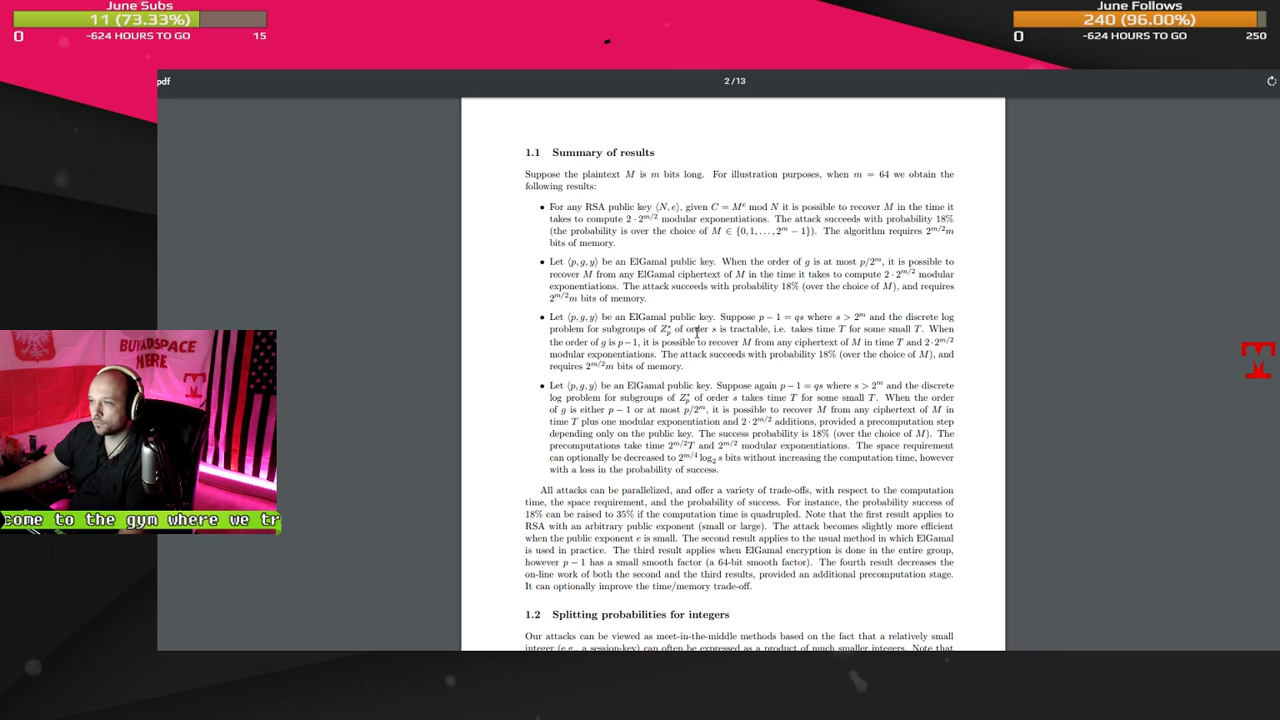 June Subs
11 (73.33%)
0
-624 HOURS TO GO
15
June Follows
240 (96.00%)
0
-624 HOURS TO GO
250
pdf
2/13
1.1 Summary of results
Suppose the plaintext M is m bits long. For illustration purposes, when m = 64 we obtain the
following results:
• For any RSA public key ⟨N, e⟩, given C = M^e mod N it is possible to recover M in the time it
takes to compute 2 · 2^{m/2} modular exponentiations. The attack succeeds with probability 18%
(the probability is over the choice of M ∈ {0, 1, . . . , 2^m − 1}). The algorithm requires 2^{m/2}m
bits of memory.
• Let ⟨p, g, y⟩ be an ElGamal public key. When the order of g is at most p/2^m, it is possible to
recover M from any ElGamal ciphertext of M in the time it takes to compute 2 · 2^{m/2} modular
exponentiations. The attack succeeds with probability 18% (over the choice of M), and requires
2^{m/2}m bits of memory.
• Let ⟨p, g, y⟩ be an ElGamal public key. Suppose p − 1 = qs where s > 2^m and the discrete log
problem for subgroups of Z_p^* of order s is tractable, i.e. takes time T for some small T. When
the order of g is p−1, it is possible to recover M from any ciphertext of M in time T and 2·2^{m/2}
modular exponentiations. The attack succeeds with probability 18% (over the choice of M), and
requires 2^{m/2}m bits of memory.
• Let ⟨p, g, y⟩ be an ElGamal public key. Suppose again p − 1 = qs where s > 2^m and the discrete
log problem for subgroups of Z_p^* of order s takes time T for some small T. When the order
of g is either p − 1 or at most p/2^m, it is possible to recover M from any ciphertext of M in
time T plus one modular exponentiation and 2 · 2^{m/2} additions, provided a precomputation step
depending only on the public key. The success probability is 18% (over the choice of M). The
precomputations take time 2^{m/2}T and 2^{m/2} modular exponentiations. The space requirement
can optionally be decreased to 2^{m/4} log_2 s bits without increasing the computation time, however
with a loss in the probability of success.
All attacks can be parallelized, and offer a variety of trade-offs, with respect to the computation
time, the space requirement, and the probability of success. For instance, the probability success of
18% can be raised to 35% if the computation time is quadrupled. Note that the first result applies to
RSA with an arbitrary public exponent (small or large). The attack becomes slightly more efficient
when the public exponent e is small. The second result applies to the usual method in which ElGamal
is used in practice. The third result applies when ElGamal encryption is done in the entire group,
however p − 1 has a small smooth factor (a 64-bit smooth factor). The fourth result decreases the
on-line work of both the second and the third results, provided an additional precomputation stage.
It can optionally improve the time/memory trade-off.
1.2 Splitting probabilities for integers
Our attacks can be viewed as meet-in-the-middle methods based on the fact that a relatively small
integer (e.g., a session-key) can often be expressed as a product of much smaller integers. Note that
HERE
come to the gym where we tr